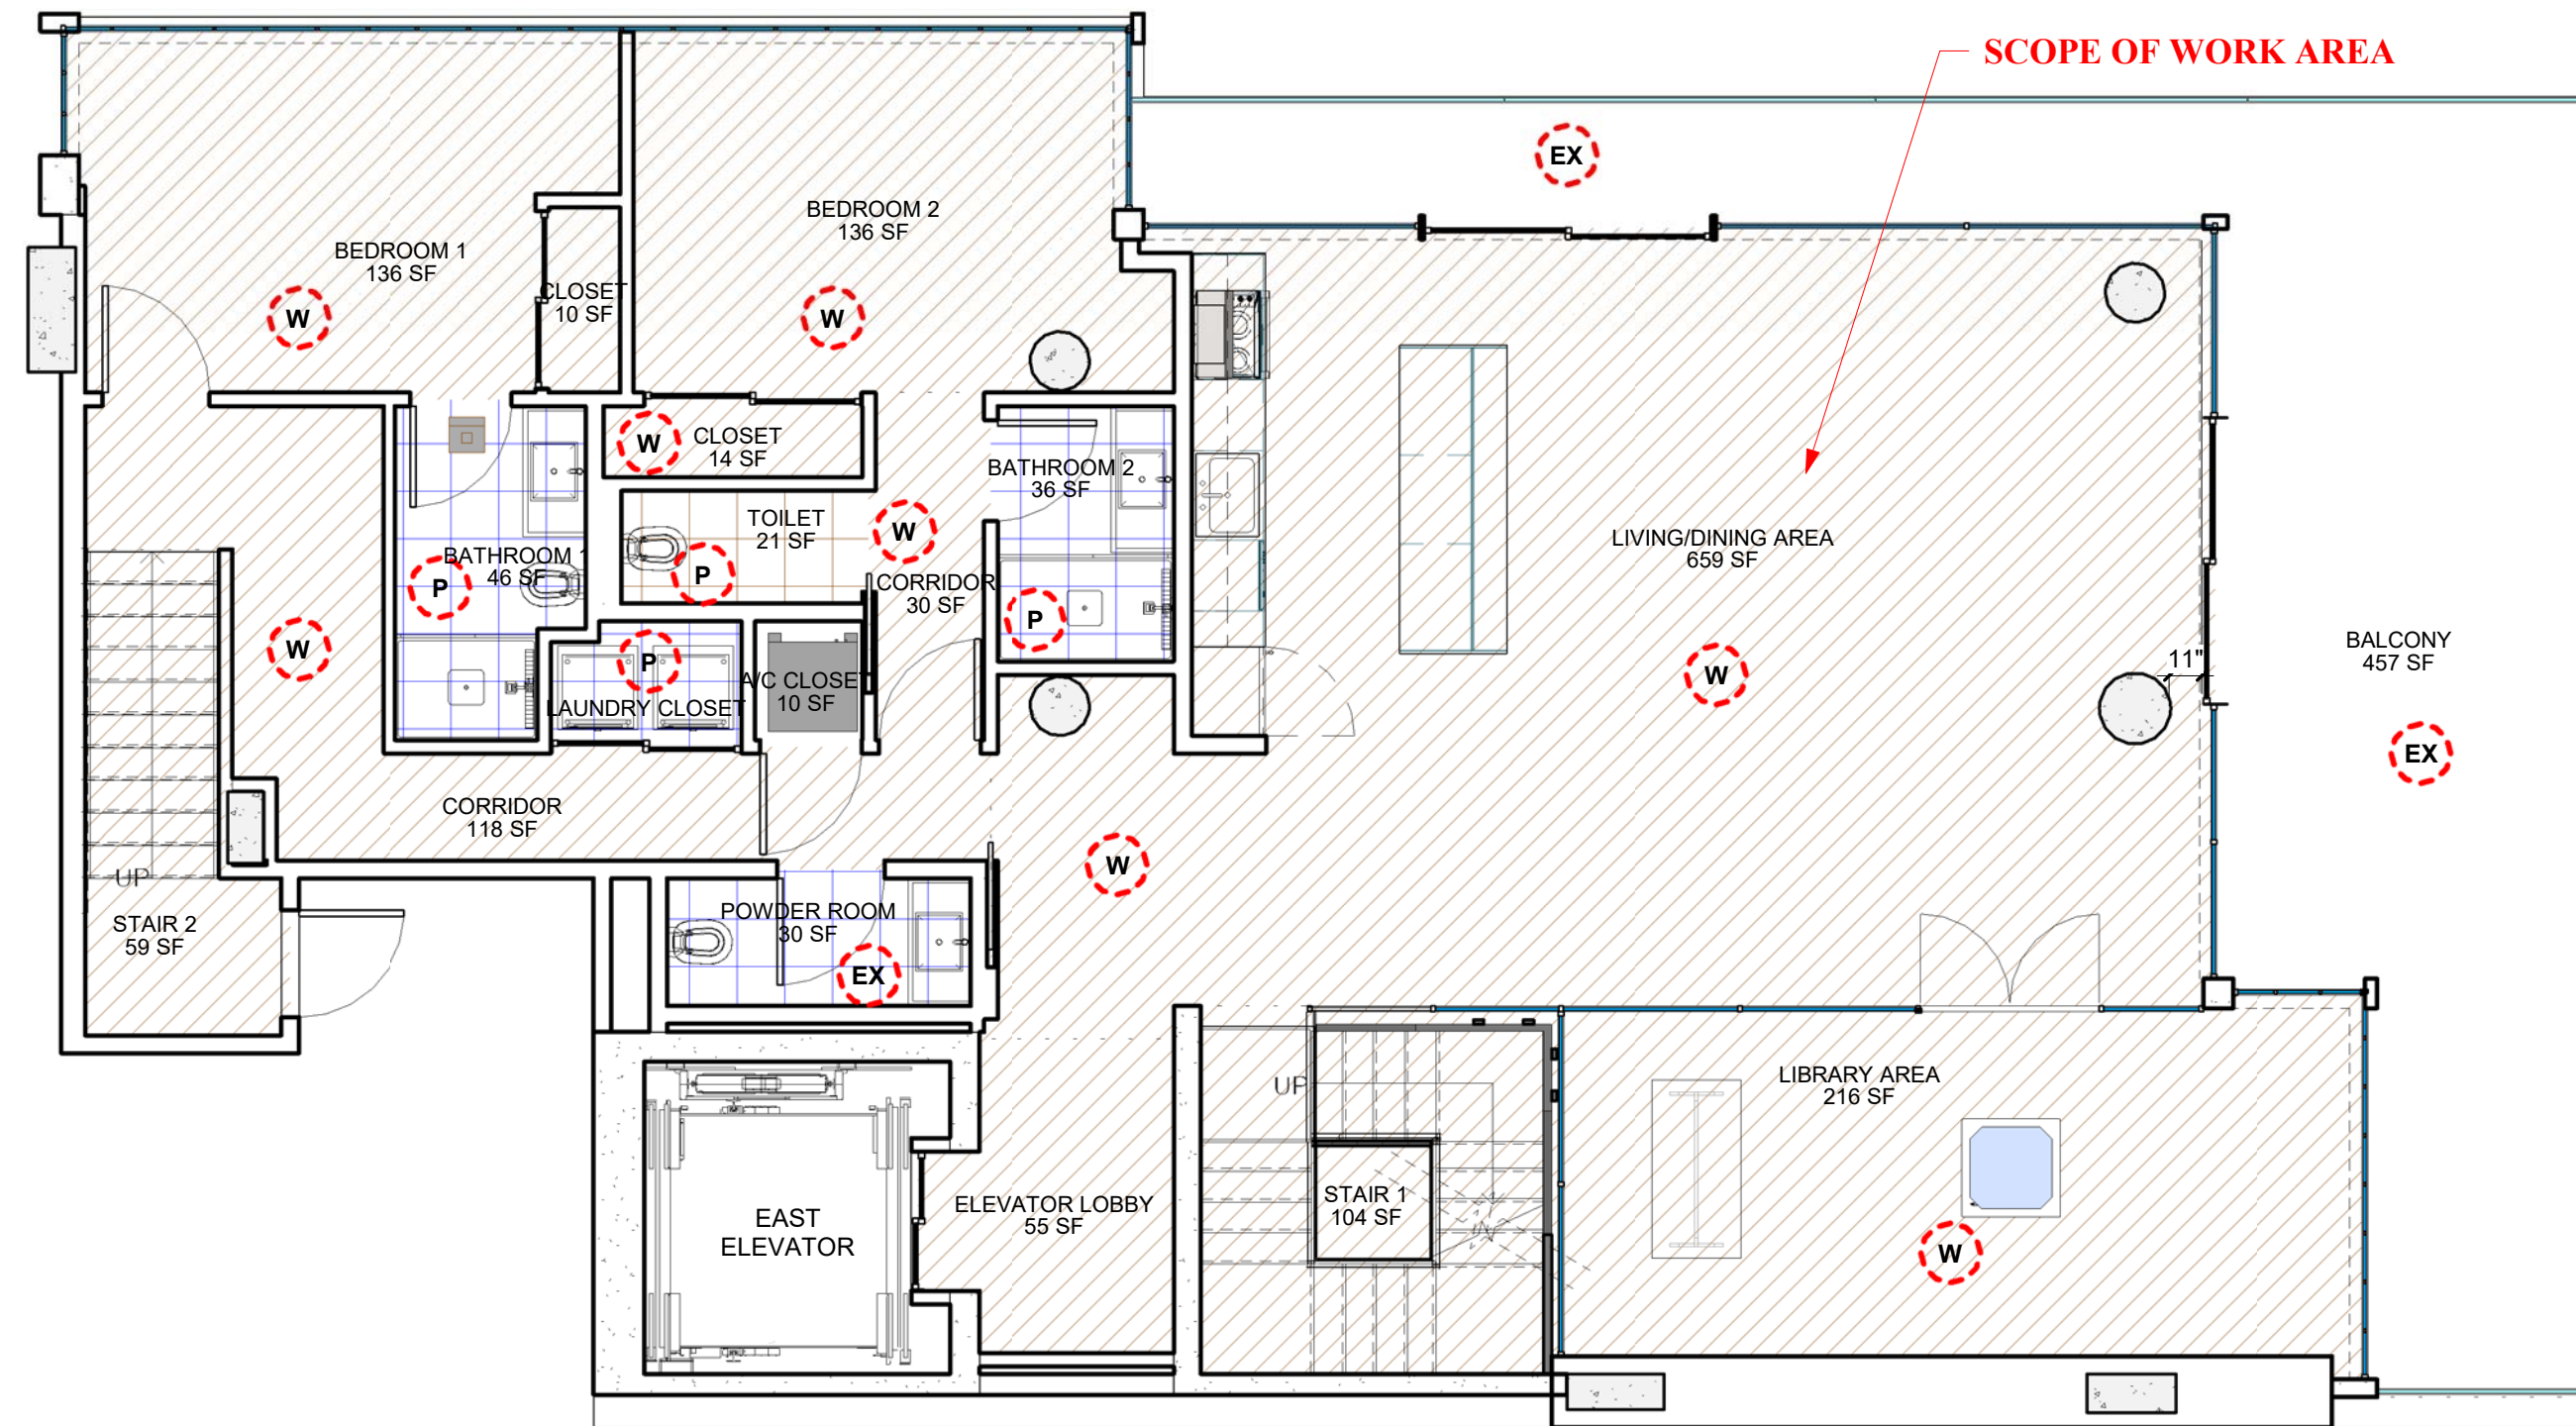 SCOPE OF WORK AREA
EX
BEDROOM 2
136 SF
BEDROOM 1
136 SF
CLOSET
10 SF
W
W
W
CLOSET
14 SF
BATHROOM 2
36 SF
TOILET
21 SF
W
LIVING/DINING AREA
659 SF
BATHROOM 1
46 SF
P
P
CORRIDOR
30 SF
P
W
P
W
BALCONY
457 SF
11"
A/C CLOSET
10 SF
LAUNDRY CLOSET
EX
CORRIDOR
118 SF
W
UP
POWDER ROOM
30 SF
STAIR 2
59 SF
EX
UP
LIBRARY AREA
216 SF
EAST
ELEVATOR
ELEVATOR LOBBY
55 SF
STAIR 1
104 SF
W